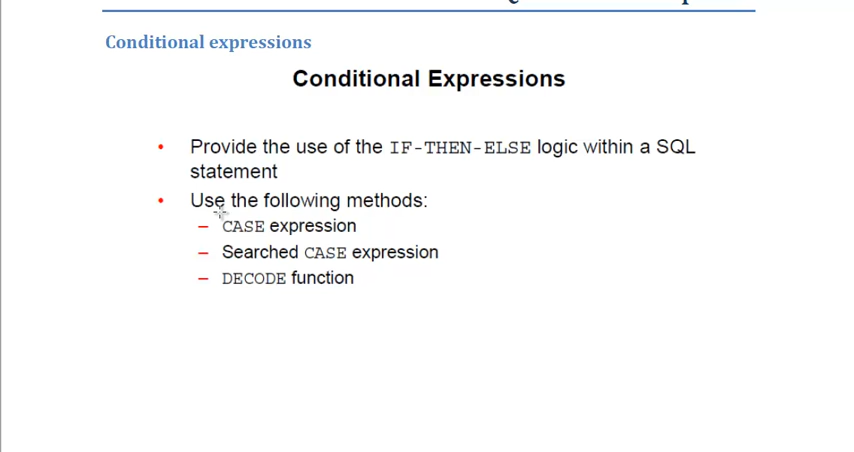 Conditional expressions
Conditional Expressions
• Provide the use of the IF-THEN-ELSE logic within a SQL
statement
• Use the following methods:
– CASE expression
– Searched CASE expression
– DECODE function